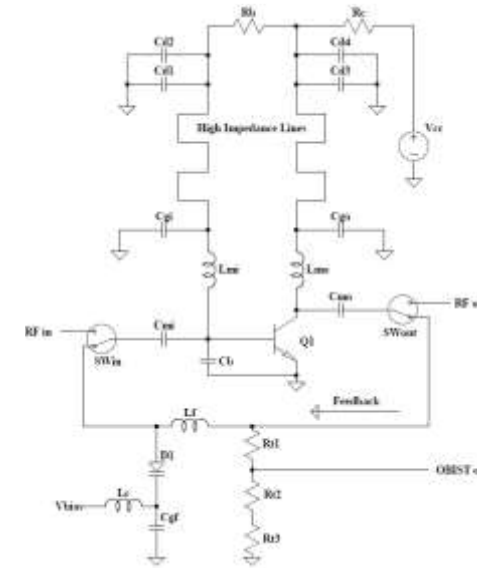 Rb
Rc
Cd2
Cd4
Cd1
Cd3
High Impedance Lines
Vcc
Cgi
Cgo
Lmi
Lmo
Cmi
Cmo
RF in
RF o
SWin
SWout
Q1
Cb
Feedback
Lf
D1
Rt1
OBIST o
Lc
Vbias
Rt2
Cgf
Rt3